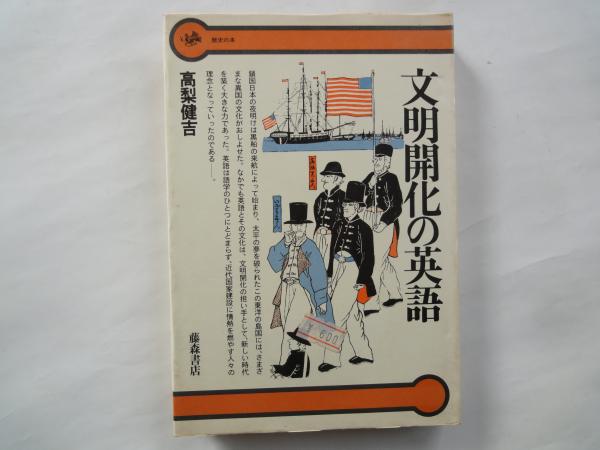 歴史の本
文明開化の英語
高梨健吉
鎖国日本の夜明けは黒船の来航によって始まり、太平の夢を破られたこの東洋の島国には、さまざ
まな異国の文化がおしよせた。なかでも英語とその文化は、文明開化の担い手として、新しい時代
を築く大きな力であった。英語は語学のひとつにとどまらず、近代国家建設に情熱を燃やす人々の
理念となっていったのである——。
藤森書店
¥600